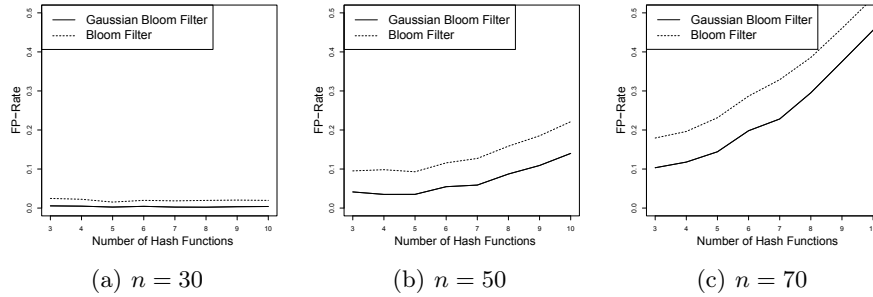 Gaussian Bloom Filter
Bloom Filter
FP−Rate
0.0 0.1 0.2 0.3 0.4 0.5
3 4 5 6 7 8 9 10
Number of Hash Functions
(a) n = 30
Gaussian Bloom Filter
Bloom Filter
FP−Rate
0.0 0.1 0.2 0.3 0.4 0.5
3 4 5 6 7 8 9 10
Number of Hash Functions
(b) n = 50
Gaussian Bloom Filter
Bloom Filter
FP−Rate
0.0 0.1 0.2 0.3 0.4 0.5
3 4 5 6 7 8 9
Number of Hash Functions
(c) n = 70